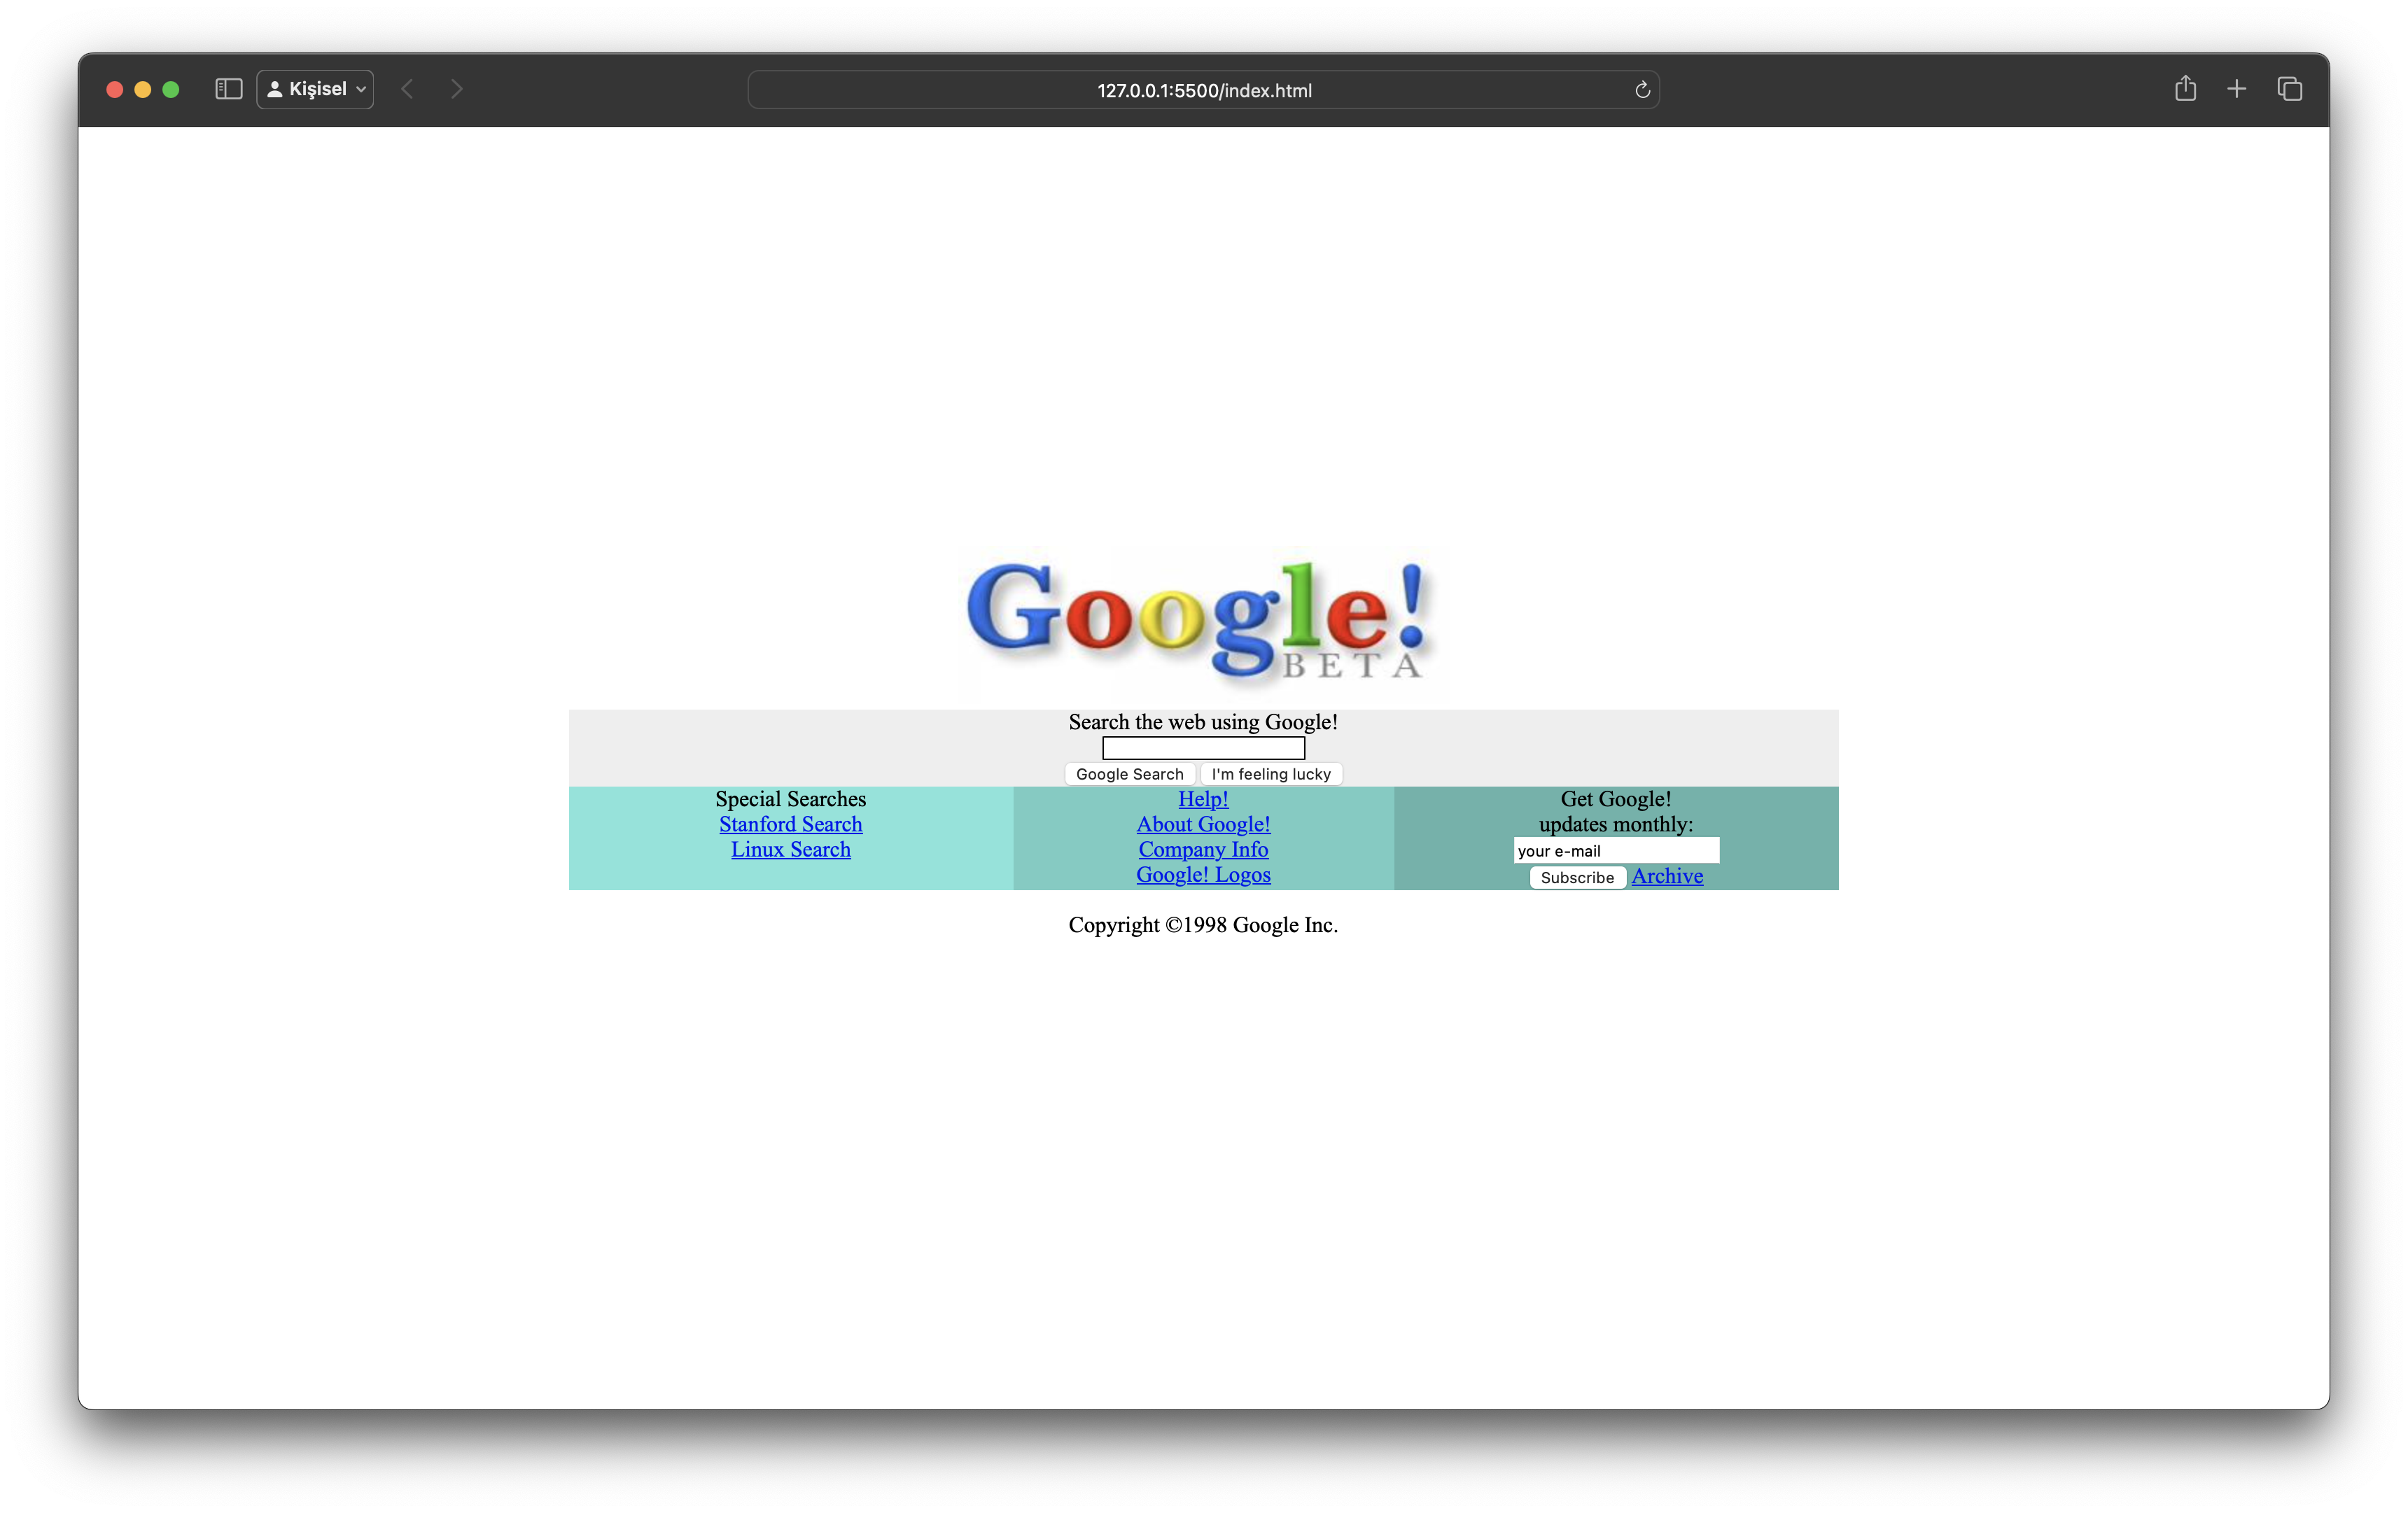 Kişisel
127.0.0.1:5500/index.html
Google!
BETA
Search the web using Google!
Google Search I'm feeling lucky
Special Searches
Stanford Search
Linux Search
Help!
About Google!
Company Info
Google! Logos
Get Google!
updates monthly:
your e-mail
Subscribe Archive
Copyright ©1998 Google Inc.